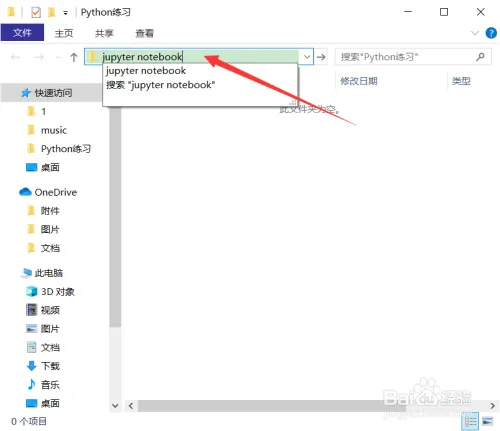 Python练习
文件 主页 共享 查看
jupyter notebook
搜索"Python练习"
jupyter notebook
搜索 "jupyter notebook"
修改日期 类型
此文件夹为空。
快速访问
1
music
Python练习
桌面
OneDrive
附件
图片
文档
此电脑
3D 对象
视频
图片
文档
下载
音乐
桌面
0 个项目
Baidu经验